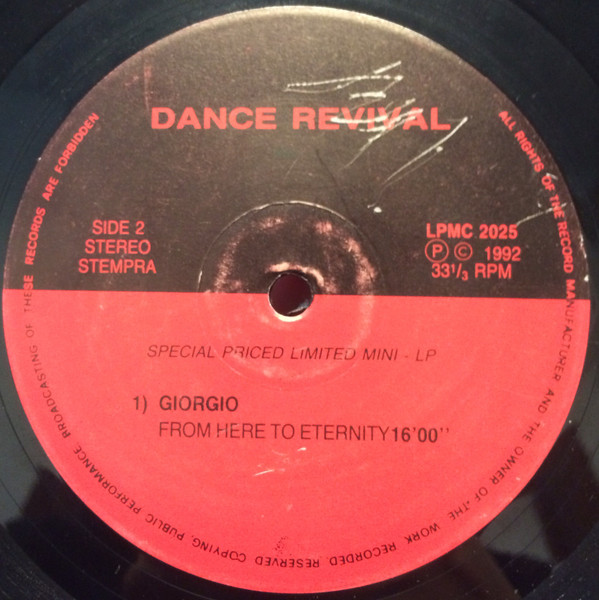 DANCE REVIVAL
SIDE 2
STEREO
STEMPRA
LPMC 2025
Ⓟ © 1992
33 1/3 RPM
SPECIAL PRICED LIMITED MINI - LP
1) GIORGIO
FROM HERE TO ETERNITY 16'00''
ALL RIGHTS OF THE RECORD MANUFACTURER AND THE OWNER OF THE WORK RECORDED RESERVED COPYING, PUBLIC PERFORMANCE, BROADCASTING OF THESE RECORDS ARE FORBIDDEN